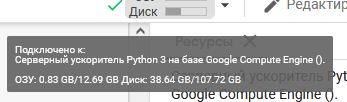 Диск
Редактир
Ресурсы
Подключено к:
Серверный ускоритель Python 3 на базе Google Compute Engine ().
ОЗУ: 0.83 GB/12.69 GB Диск: 38.64 GB/107.72 GB
Google Compute Engine ().